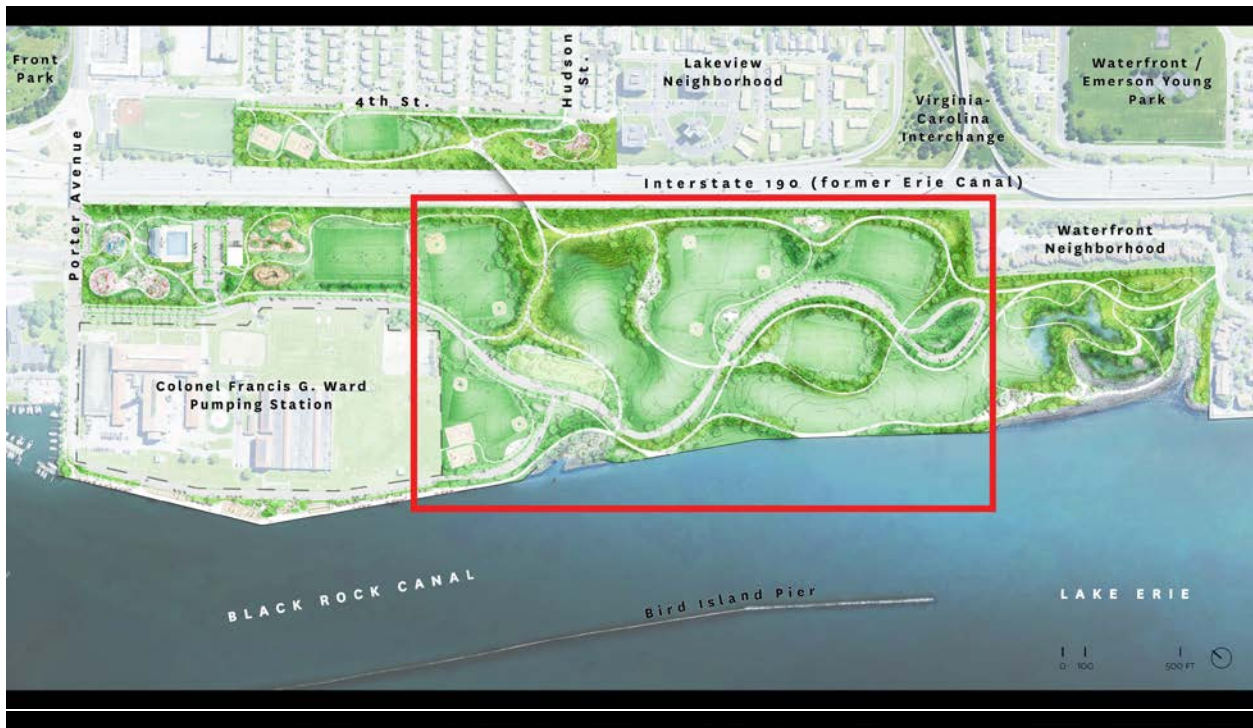 Front
Park
Porter Avenue
4th St.
Hudson
St.
Lakeview
Neighborhood
Virginia-
Carolina
Interchange
Waterfront /
Emerson Young
Park
Interstate 190 (former Erie Canal)
Waterfront
Neighborhood
Colonel Francis G. Ward
Pumping Station
BLACK ROCK CANAL
Bird Island Pier
LAKE ERIE
0 100 500 FT